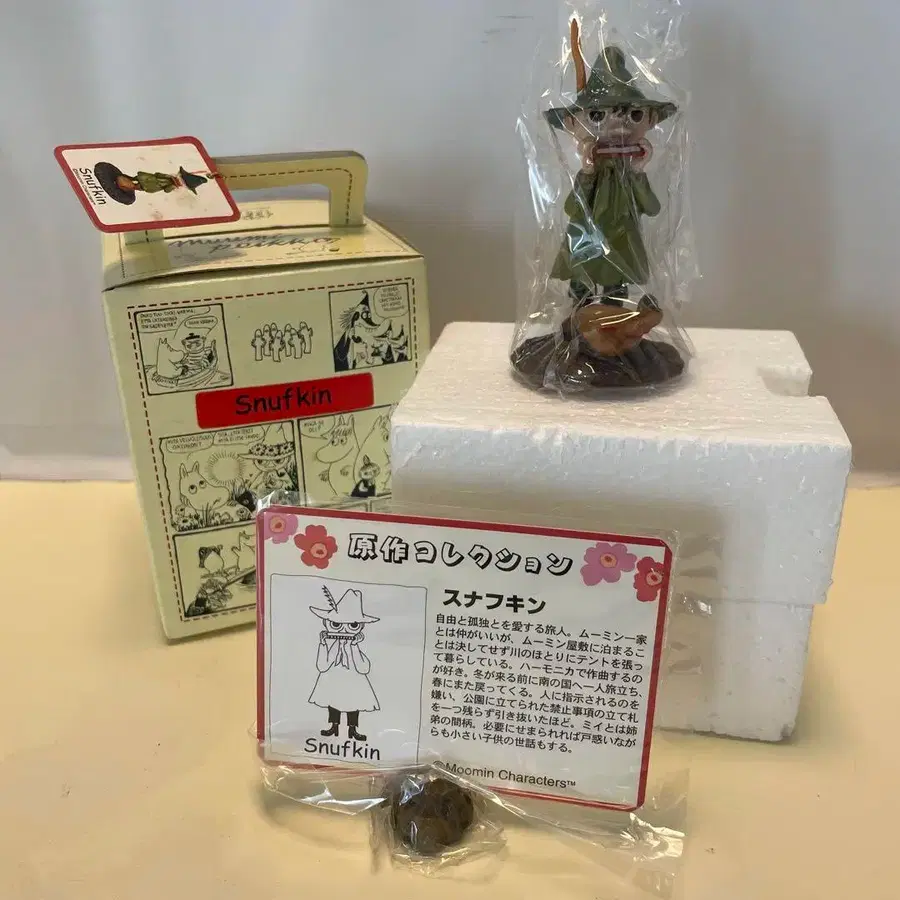 Snufkin
muumi
peikko
Snufkin
原作コレクション
スナフキン
自由と孤独とを愛する旅人。ムーミン一家
とは仲がいいが、ムーミン屋敷に泊まるこ
とは決してせず川のほとりにテントを張っ
て暮らしている。ハーモニカで作曲するの
が好き。冬が来る前に南の国へ一人旅立ち、
春にまた戻ってくる。人に指示されるのを
嫌い、公園に立てられた禁止事項の立て札
を一つ残らず引き抜いたほど。ミイとは姉
弟の間柄。必要にせまられれば戸惑いなが
らも小さい子供の世話もする。
Snufkin
©Moomin Characters™